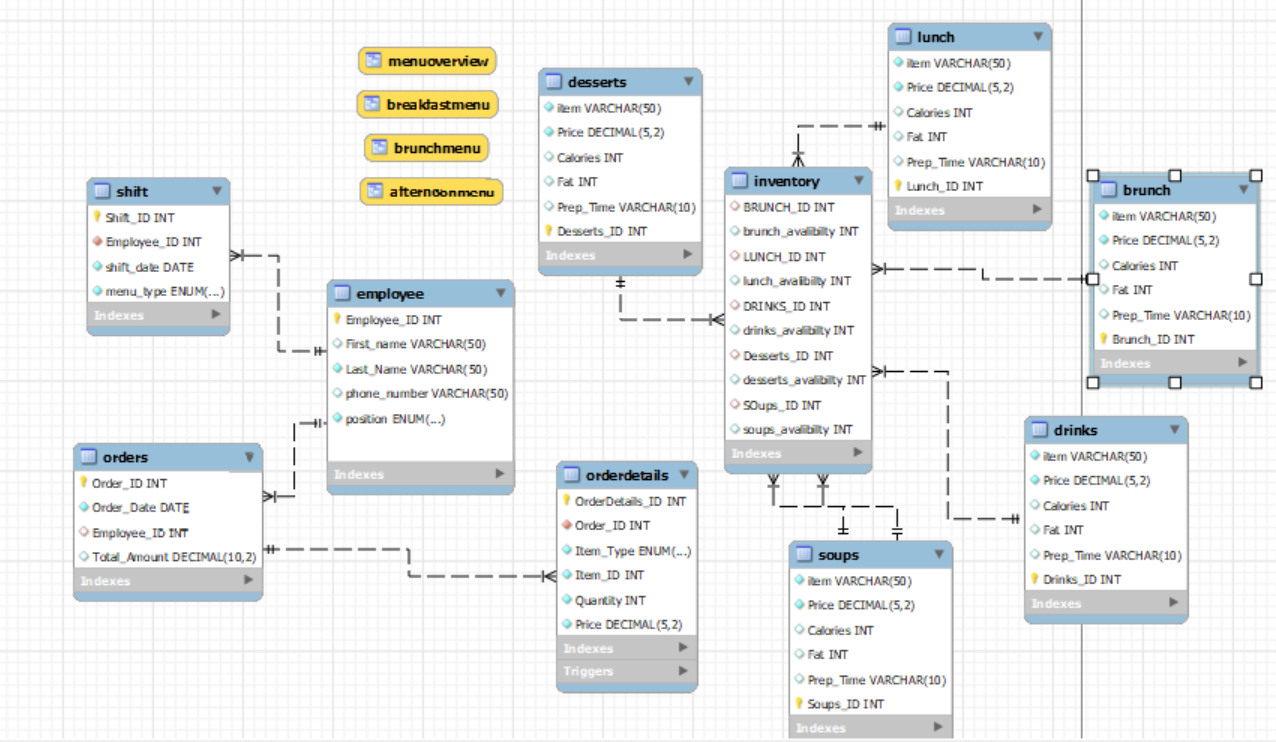 menuoverview
breakfastmenu
brunchmenu
afternoonmenu
shift
Shift_ID INT
Employee_ID INT
shift_date DATE
menu_type ENUM(...)
Indexes
employee
Employee_ID INT
First_name VARCHAR(50)
Last_Name VARCHAR(50)
phone_number VARCHAR(50)
position ENUM(...)
Indexes
orders
Order_ID INT
Order_Date DATE
Employee_ID INT
Total_Amount DECIMAL(10,2)
Indexes
desserts
item VARCHAR(50)
Price DECIMAL(5,2)
Calories INT
Fat INT
Prep_Time VARCHAR(10)
Desserts_ID INT
Indexes
orderdetails
OrderDetails_ID INT
Order_ID INT
Item_Type ENUM(...)
Item_ID INT
Quantity INT
Price DECIMAL(5,2)
Indexes
Triggers
inventory
BRUNCH_ID INT
brunch_avalibilty INT
LUNCH_ID INT
lunch_avalibilty INT
DRINKS_ID INT
drinks_avalibilty INT
Desserts_ID INT
desserts_avalibilty INT
SOups_ID INT
soups_avalibilty INT
Indexes
lunch
item VARCHAR(50)
Price DECIMAL(5,2)
Calories INT
Fat INT
Prep_Time VARCHAR(10)
Lunch_ID INT
Indexes
brunch
item VARCHAR(50)
Price DECIMAL(5,2)
Calories INT
Fat INT
Prep_Time VARCHAR(10)
Brunch_ID INT
Indexes
drinks
item VARCHAR(50)
Price DECIMAL(5,2)
Calories INT
Fat INT
Prep_Time VARCHAR(10)
Drinks_ID INT
Indexes
soups
item VARCHAR(50)
Price DECIMAL(5,2)
Calories INT
Fat INT
Prep_Time VARCHAR(10)
Soups_ID INT
Indexes